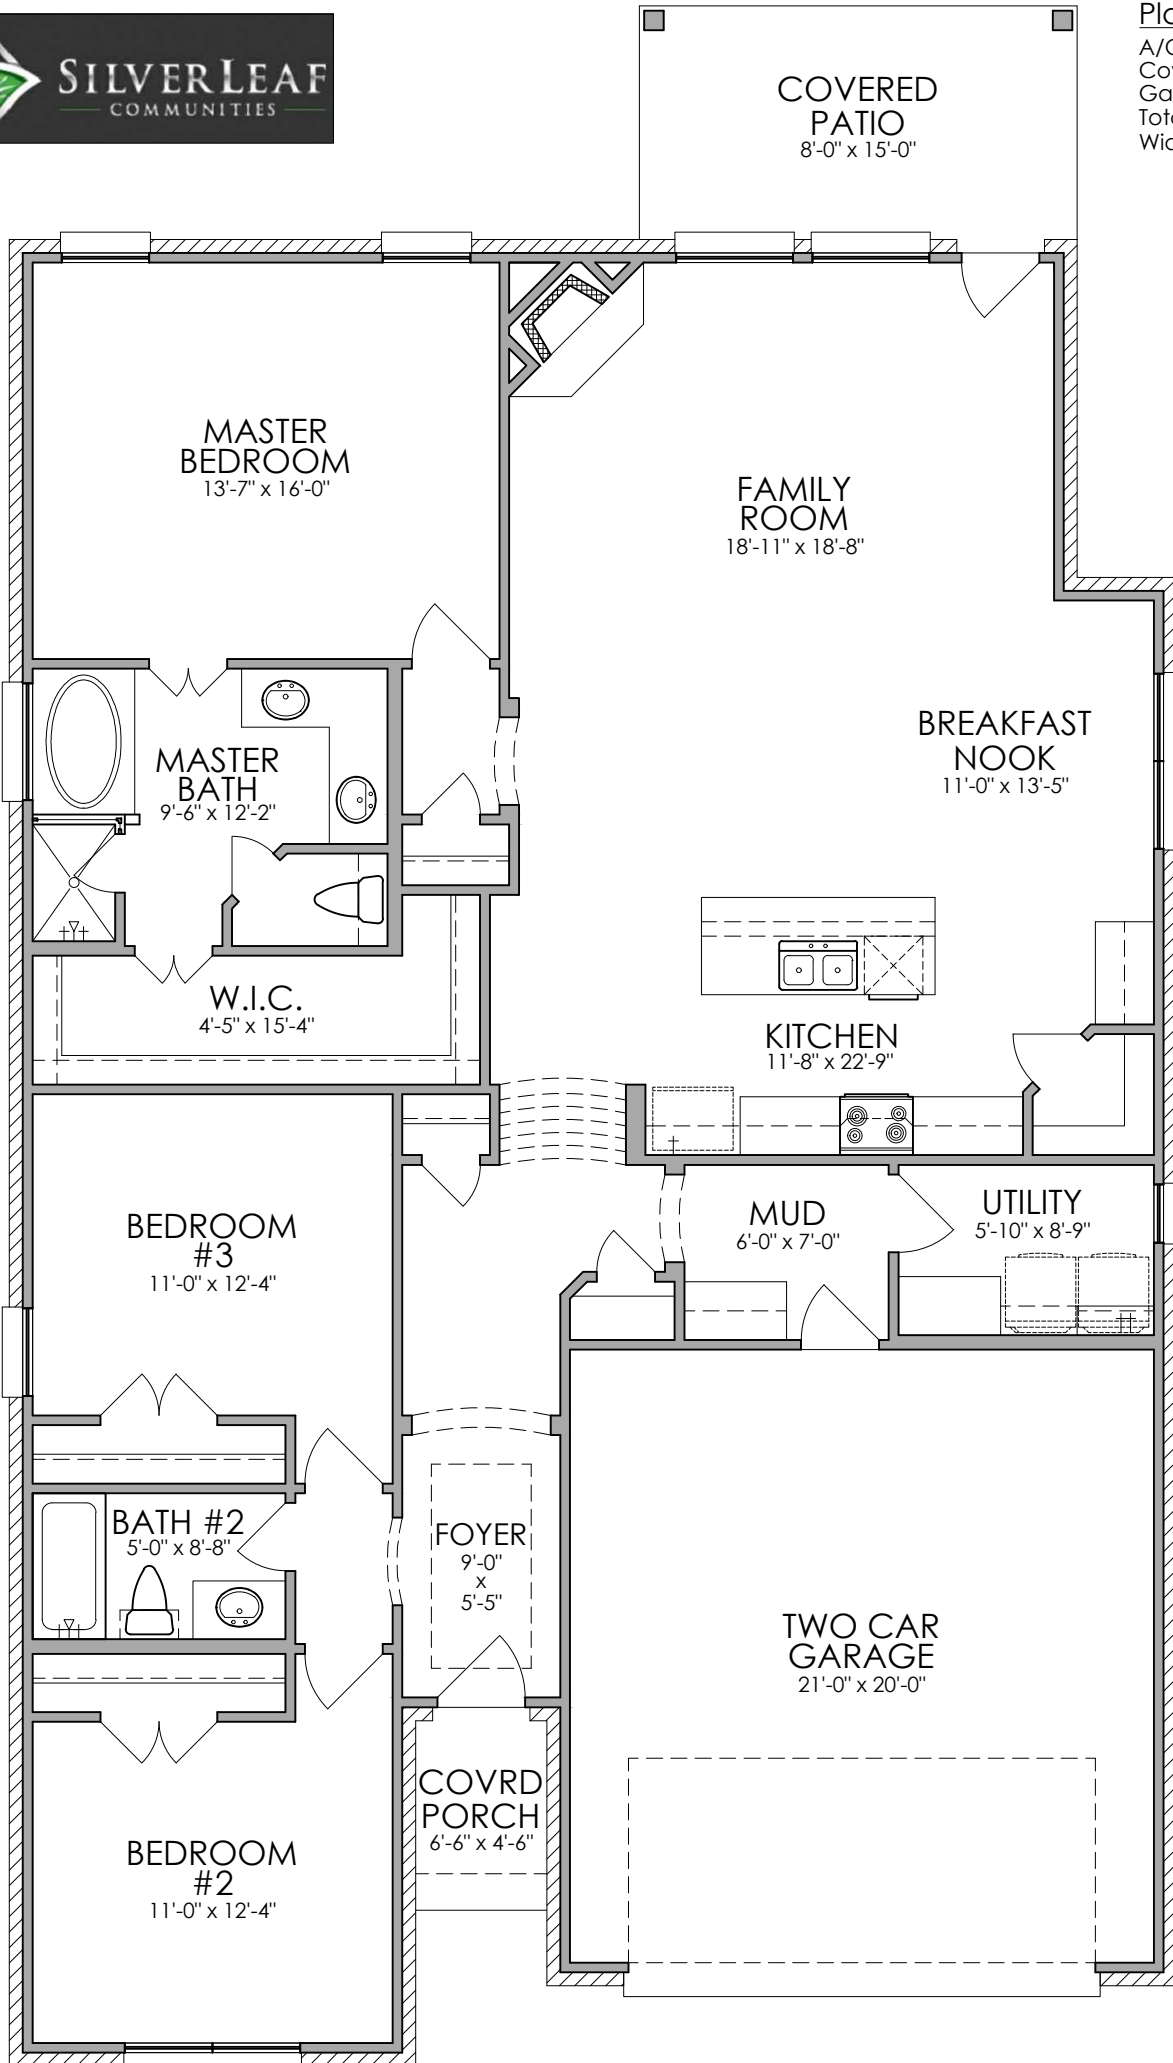 SILVERLEAF
COMMUNITIES
COVERED
PATIO
8'-0" x 15'-0"
MASTER
BEDROOM
13'-7" x 16'-0"
FAMILY
ROOM
18'-11" x 18'-8"
BREAKFAST
NOOK
11'-0" x 13'-5"
MASTER
BATH
9'-6" x 12'-2"
W.I.C.
4'-5" x 15'-4"
KITCHEN
11'-8" x 22'-9"
BEDROOM
#3
11'-0" x 12'-4"
MUD
6'-0" x 7'-0"
UTILITY
5'-10" x 8'-9"
BATH #2
5'-0" x 8'-8"
FOYER
9'-0"
x
5'-5"
TWO CAR
GARAGE
21'-0" x 20'-0"
COVRD
PORCH
6'-6" x 4'-6"
BEDROOM
#2
11'-0" x 12'-4"